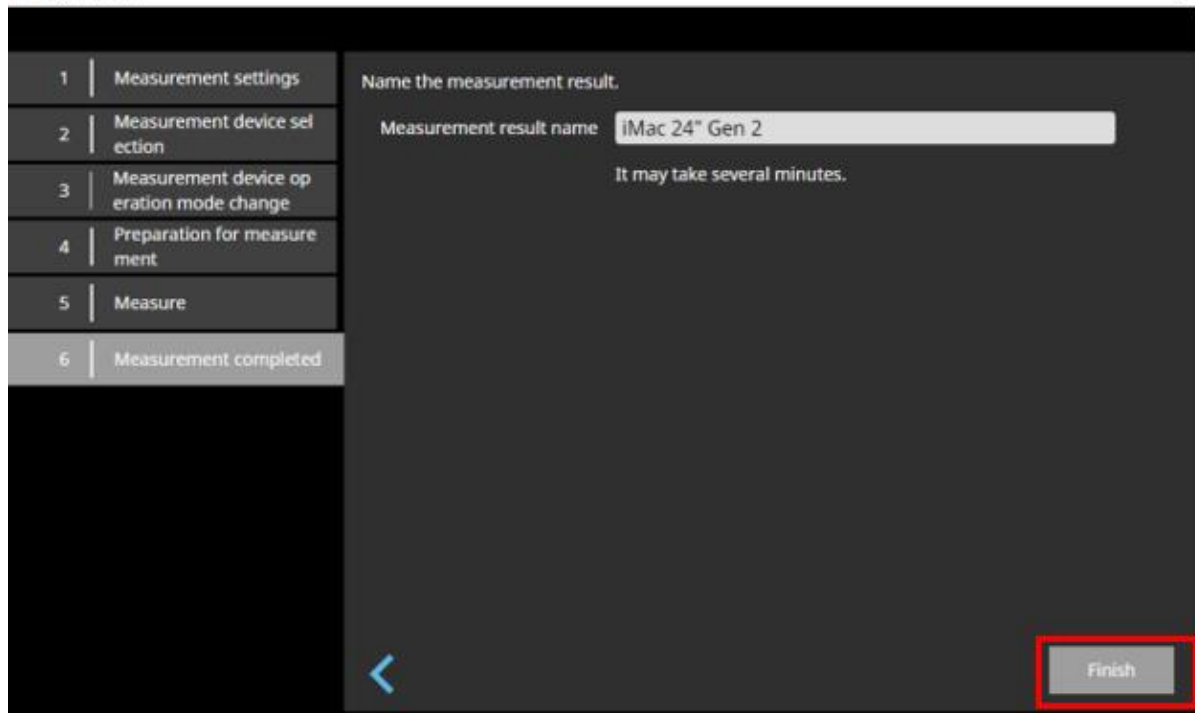 1 Measurement settings
2 Measurement device sel
ection
3 Measurement device op
eration mode change
4 Preparation for measure
ment
5 Measure
6 Measurement completed
Name the measurement result.
Measurement result name iMac 24" Gen 2
It may take several minutes.
Finish